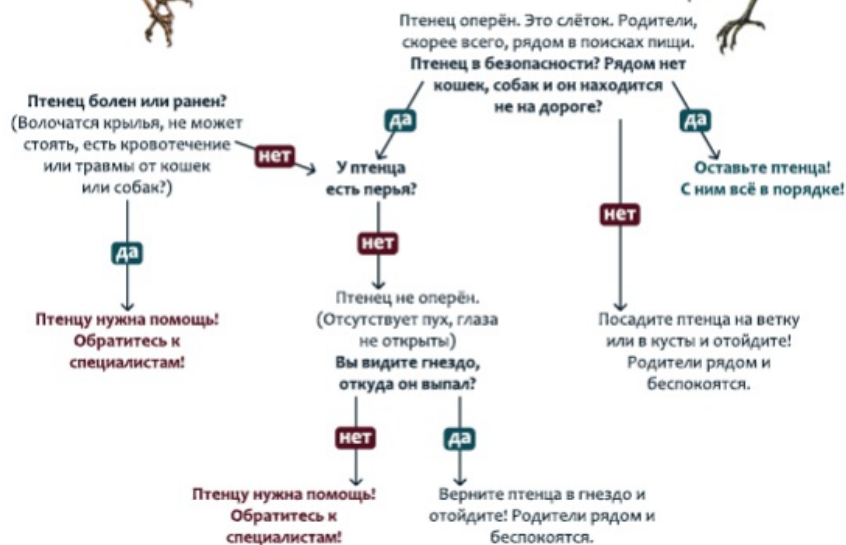 Птенец оперён. Это слёток. Родители,
скорее всего, рядом в поисках пищи.
Птенец в безопасности? Рядом нет
кошек, собак и он находится
не на дороге?
Птенец болен или ранен?
(Волочатся крылья, не может
стоять, есть кровотечение
или травмы от кошек
или собак?)
да
да
нет
У птенца
есть перья?
Оставьте птенца!
С ним всё в порядке!
нет
нет
да
Птенец не оперён.
(Отсутствует пух, глаза
не открыты)
Вы видите гнездо,
откуда он выпал?
Птенцу нужна помощь!
Обратитесь к
специалистам!
Посадите птенца на ветку
или в кусты и отойдите!
Родители рядом и
беспокоятся.
нет
да
Птенцу нужна помощь!
Обратитесь к
специалистам!
Верните птенца в гнездо и
отойдите! Родители рядом и
беспокоятся.